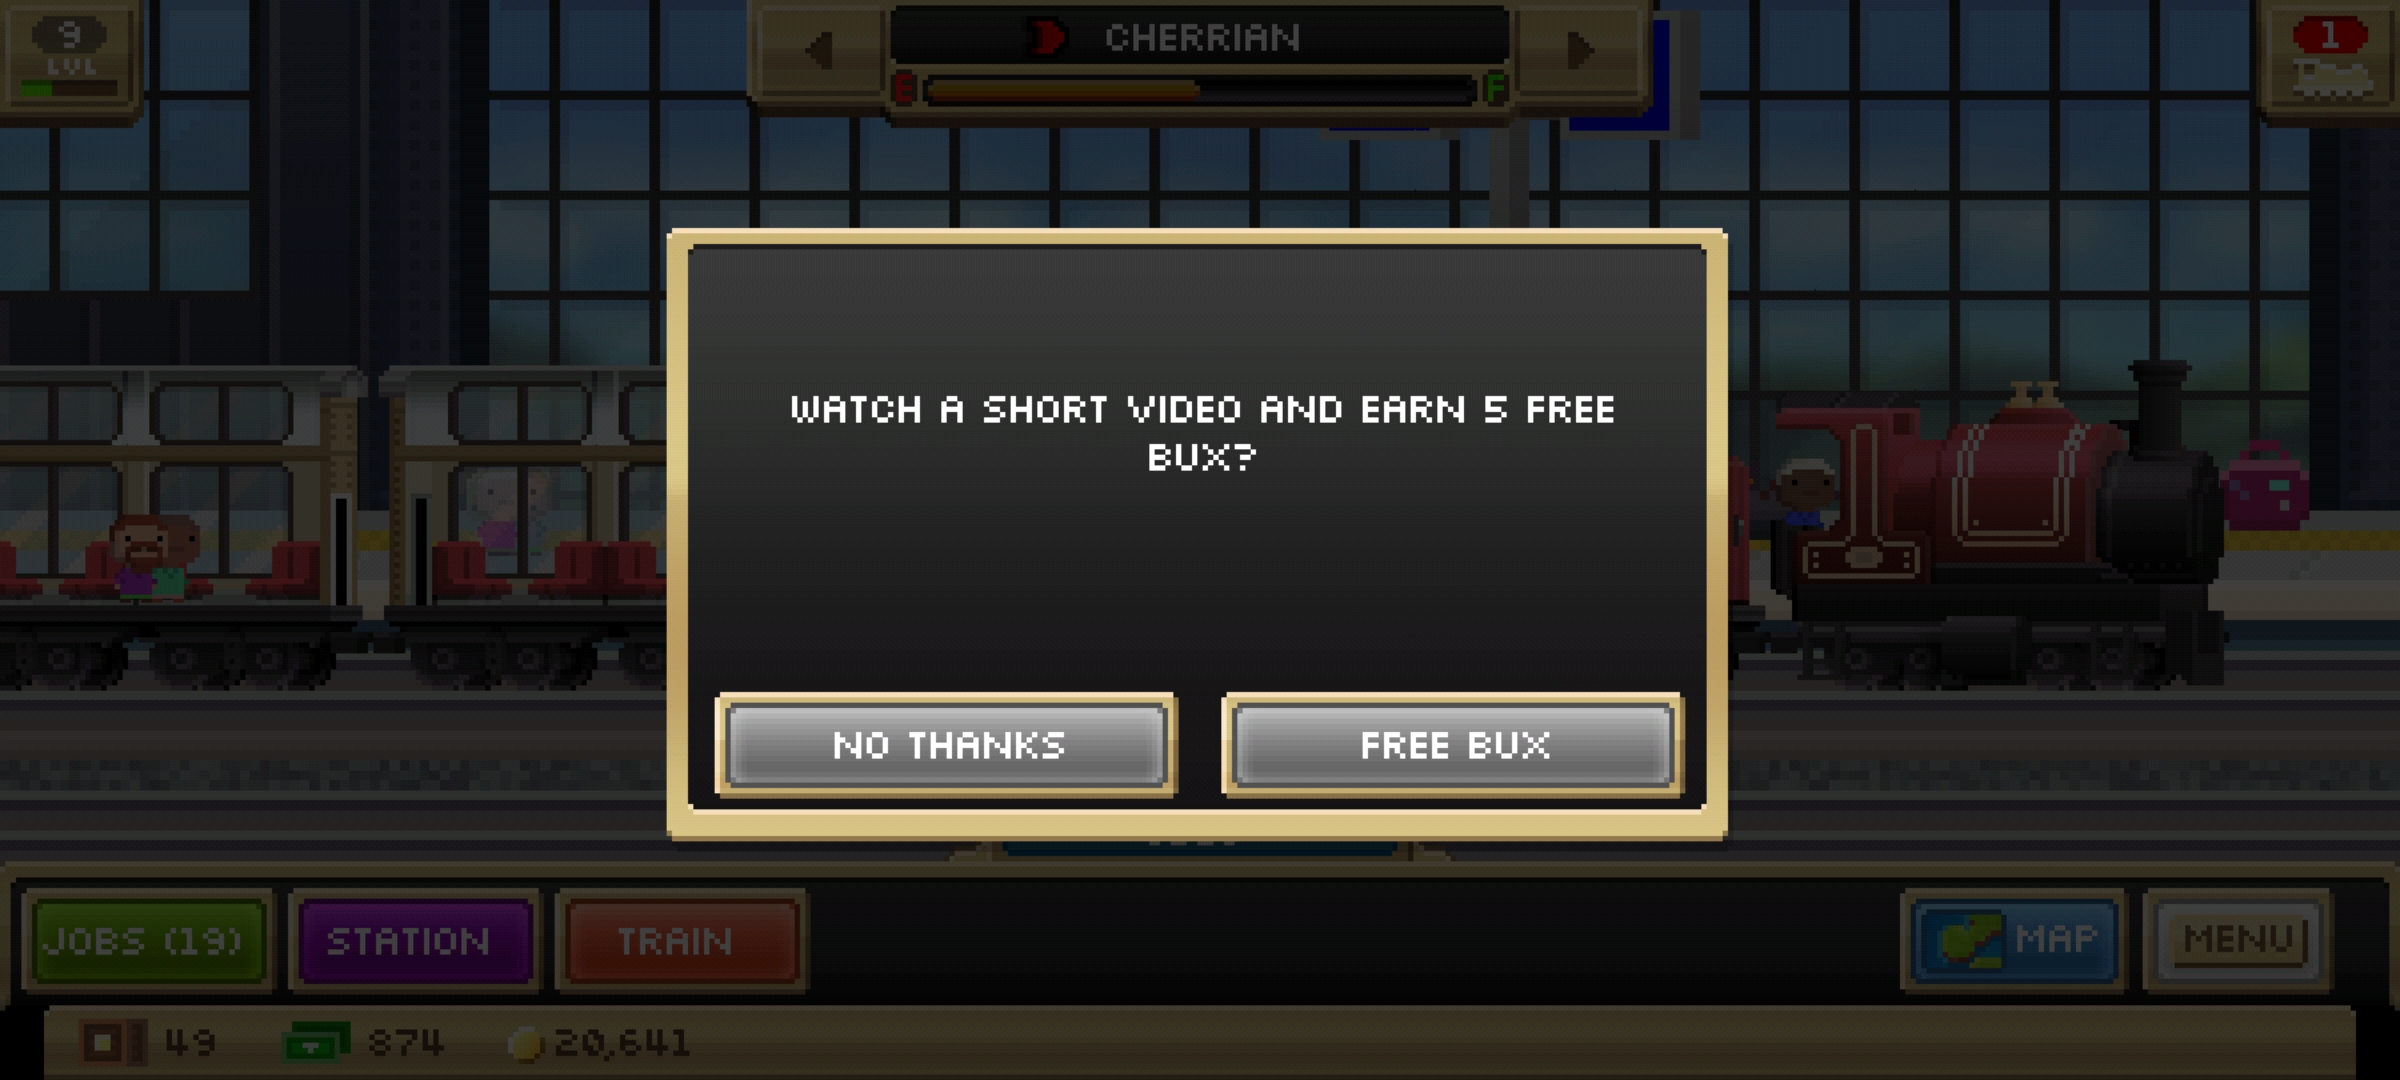 9
LVL
CHERRIAN
E
F
1
WATCH A SHORT VIDEO AND EARN 5 FREE
BUX?
NO THANKS
FREE BUX
JOBS (19)
STATION
TRAIN
MAP
MENU
49
874
20,641